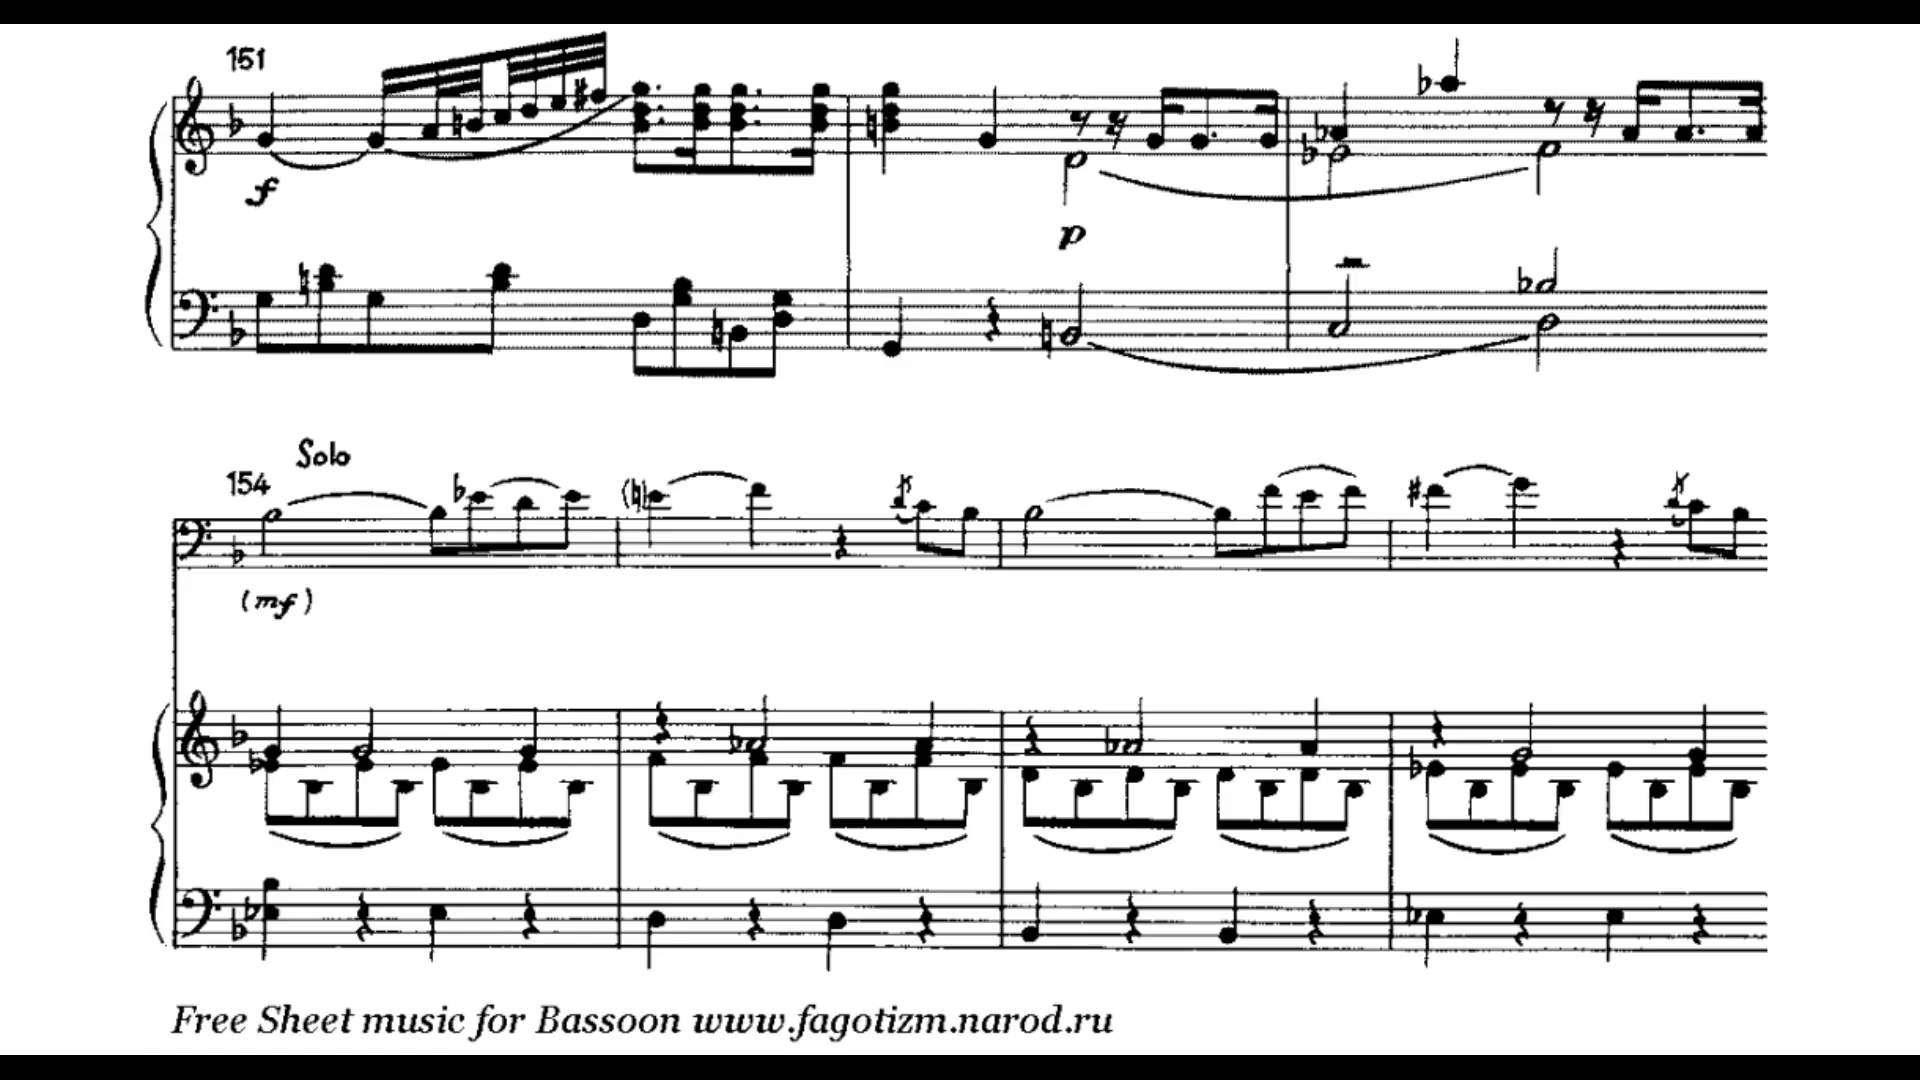 151
f
p
Solo
154
(mf)
Free Sheet music for Bassoon www.fagotizm.narod.ru